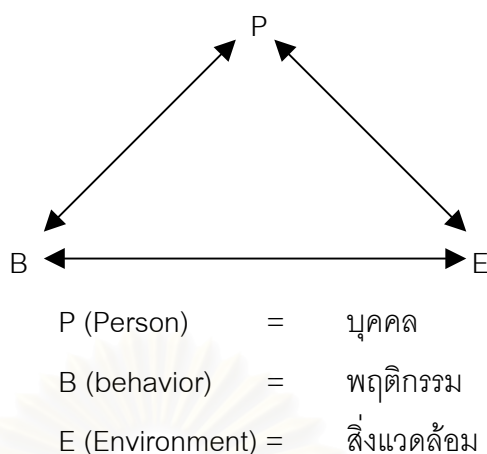 P
B E
P (Person) = บุคคล
B (behavior) = พฤติกรรม
E (Environment) = สิ่งแวดล้อม